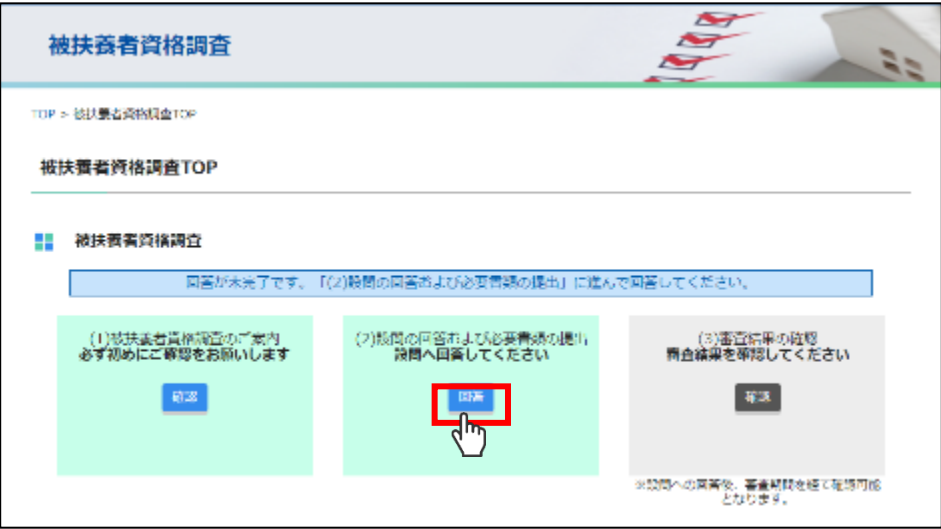 被扶養者資格調査
TOP > 被扶養者資格調査TOP
被扶養者資格調査TOP
被扶養者資格調査
回答が未完了です。「(2)設問の回答および必要書類の提出」に進んで回答してください。
(1)被扶養者資格調査のご案内
必ず初めにご確認をお願いします
確認
(2)設問の回答および必要書類の提出
設問へ回答してください
回答
(3)審査結果の確認
審査結果を確認してください
確認
※設問への回答後、審査期間を経て確認可能
となります。